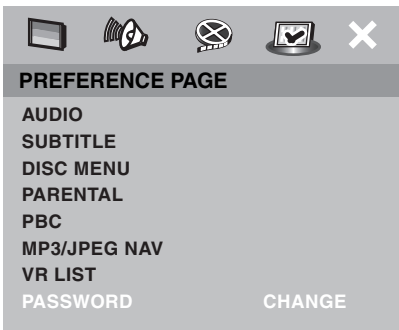 PREFERENCE PAGE
AUDIO
SUBTITLE
DISC MENU
PARENTAL
PBC
MP3/JPEG NAV
VR LIST
PASSWORD CHANGE